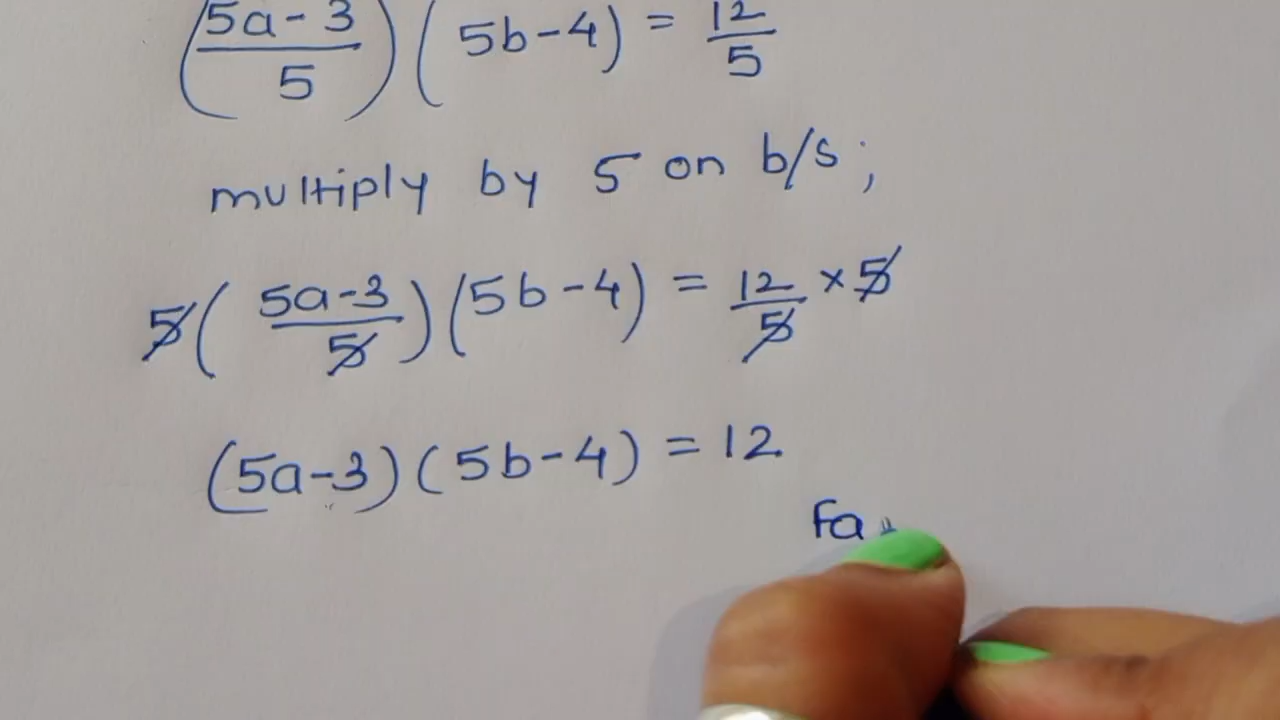 (5a-3/5)(5b-4) = 12/5
multiply by 5 on b/s;
5(5a-3/5)(5b-4) = 12/5 × 5
(5a-3)(5b-4) = 12
Fa